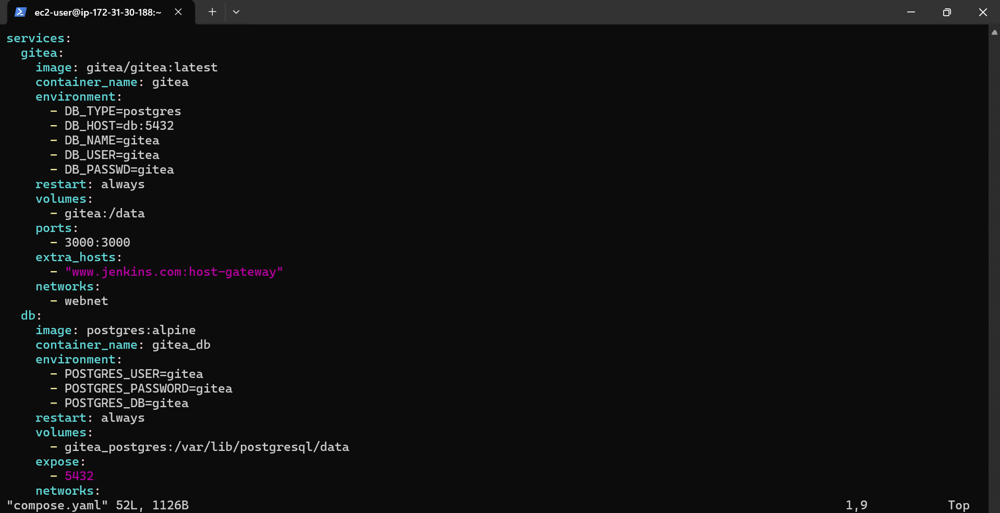 ec2-user@ip-172-31-30-188:~
services:
  gitea:
    image: gitea/gitea:latest
    container_name: gitea
    environment:
      - DB_TYPE=postgres
      - DB_HOST=db:5432
      - DB_NAME=gitea
      - DB_USER=gitea
      - DB_PASSWD=gitea
    restart: always
    volumes:
      - gitea:/data
    ports:
      - 3000:3000
    extra_hosts:
      - "www.jenkins.com:host-gateway"
    networks:
      - webnet
  db:
    image: postgres:alpine
    container_name: gitea_db
    environment:
      - POSTGRES_USER=gitea
      - POSTGRES_PASSWORD=gitea
      - POSTGRES_DB=gitea
    restart: always
    volumes:
      - gitea_postgres:/var/lib/postgresql/data
    expose:
      - 5432
    networks:
"compose.yaml" 52L, 1126B 1,9 Top